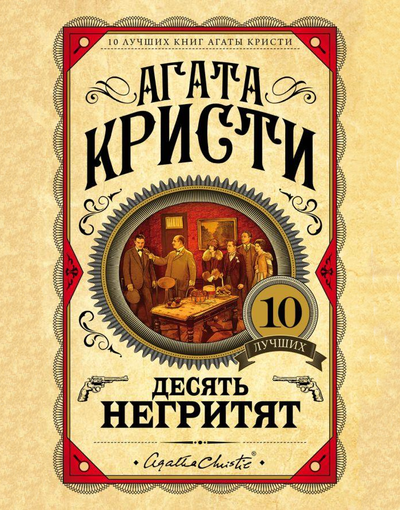 10 ЛУЧШИХ КНИГ АГАТЫ КРИСТИ
АГАТА
КРИСТИ
10
ЛУЧШИХ
ДЕСЯТЬ
НЕГРИТЯТ
Agatha Christie®